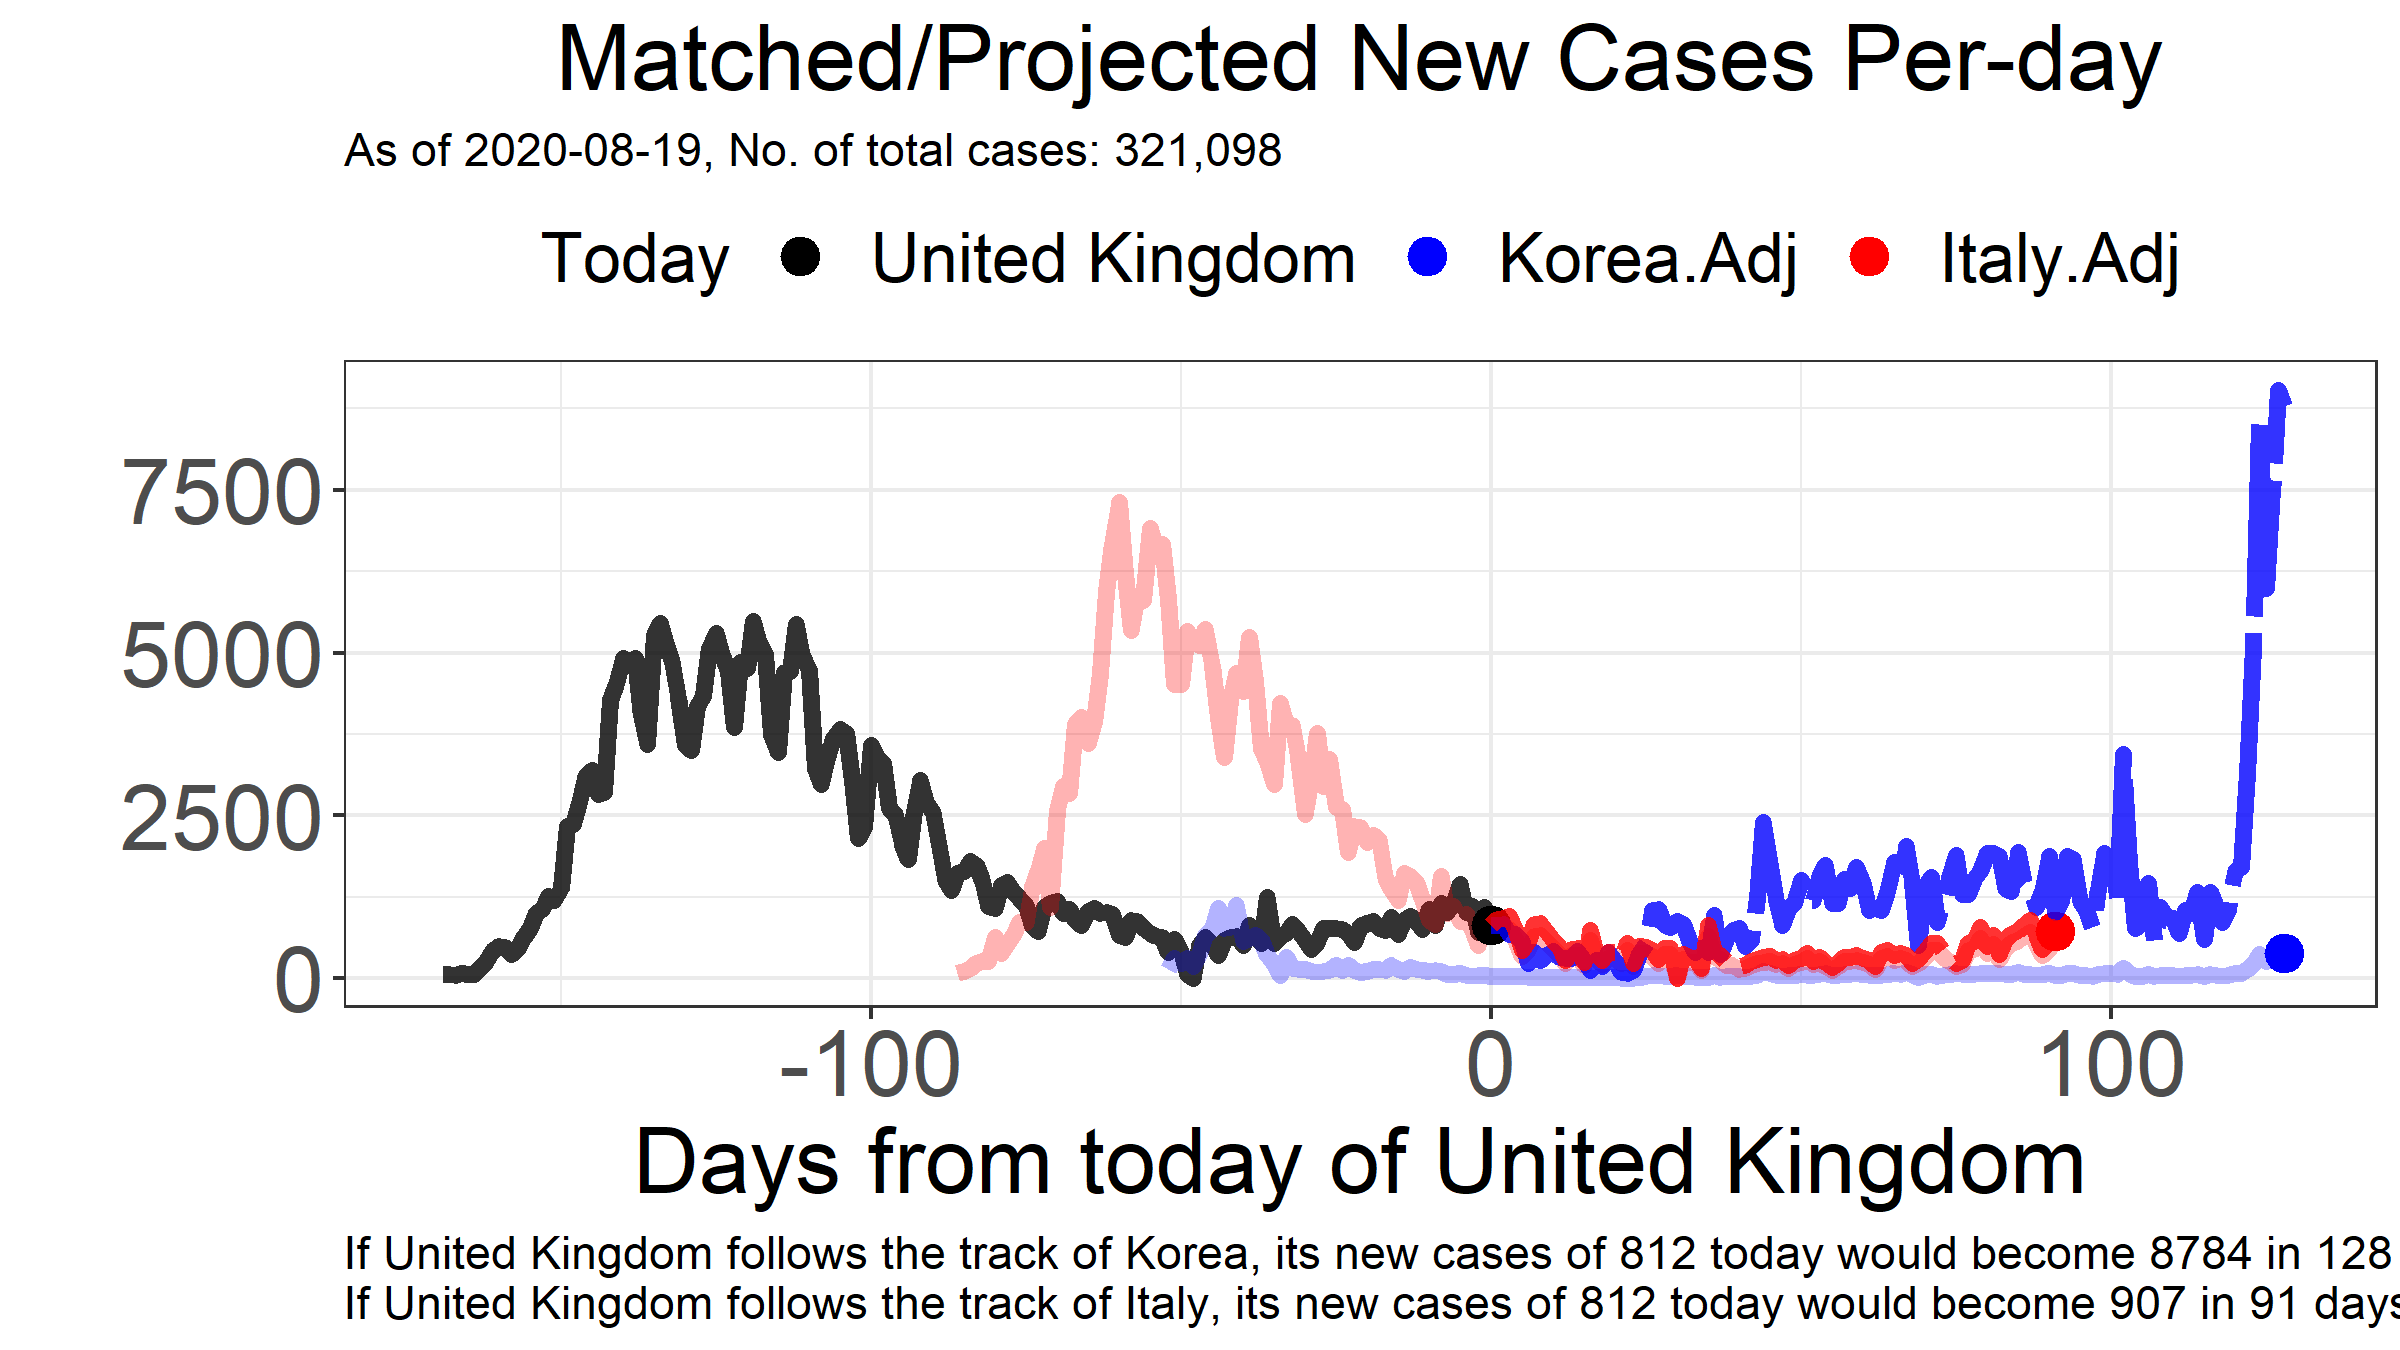 Matched/Projected New Cases Per-day
As of 2020-08-19, No. of total cases: 321,098
Today United Kingdom Korea.Adj Italy.Adj
7500
5000
2500
0
-100 0 100
Days from today of United Kingdom
If United Kingdom follows the track of Korea, its new cases of 812 today would become 8784 in 128
If United Kingdom follows the track of Italy, its new cases of 812 today would become 907 in 91 days